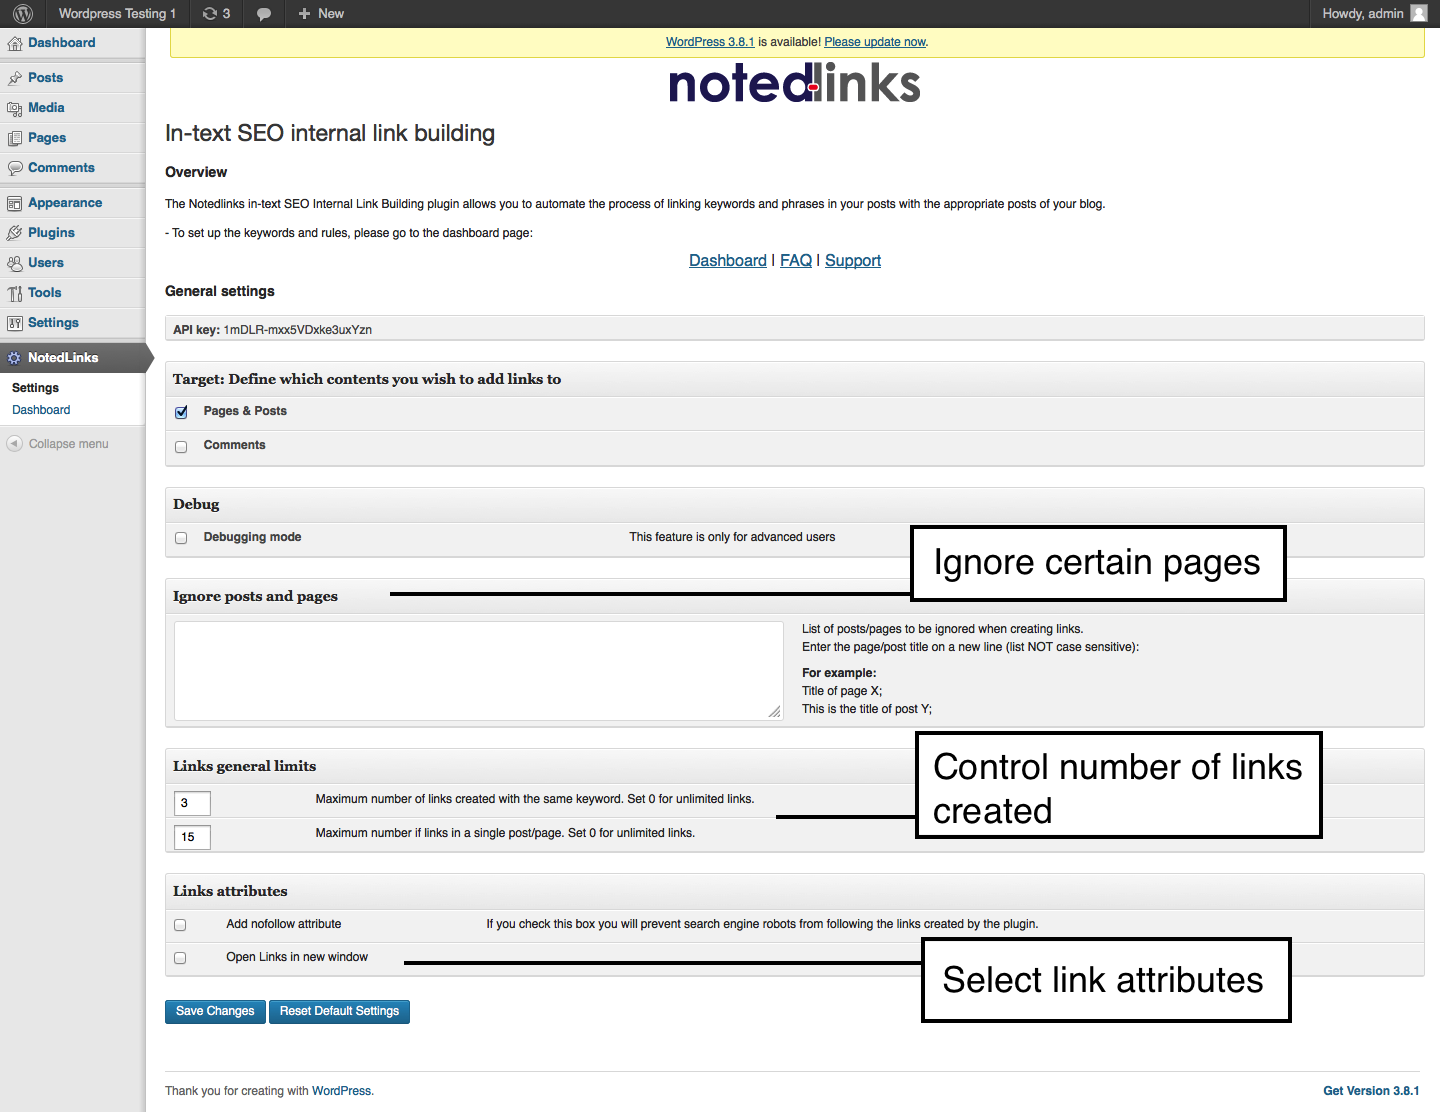 Wordpress Testing 1 3 New Howdy, admin
Dashboard
Posts
Media
Pages
Comments
Appearance
Plugins
Users
Tools
Settings
NotedLinks
Settings
Dashboard
Collapse menu
WordPress 3.8.1 is available! Please update now.
notedlinks
In-text SEO internal link building
Overview
The Notedlinks in-text SEO Internal Link Building plugin allows you to automate the process of linking keywords and phrases in your posts with the appropriate posts of your blog.
- To set up the keywords and rules, please go to the dashboard page:
Dashboard | FAQ | Support
General settings
API key: 1mDLR-mxx5VDxke3uxYzn
Target: Define which contents you wish to add links to
Pages & Posts
Comments
Debug
Debugging mode This feature is only for advanced users
Ignore certain pages
Ignore posts and pages
List of posts/pages to be ignored when creating links.
Enter the page/post title on a new line (list NOT case sensitive):
For example:
Title of page X;
This is the title of post Y;
Links general limits
3 Maximum number of links created with the same keyword. Set 0 for unlimited links.
15 Maximum number if links in a single post/page. Set 0 for unlimited links.
Control number of links
created
Links attributes
Add nofollow attribute If you check this box you will prevent search engine robots from following the links created by the plugin.
Open Links in new window
Select link attributes
Save Changes Reset Default Settings
Thank you for creating with WordPress. Get Version 3.8.1